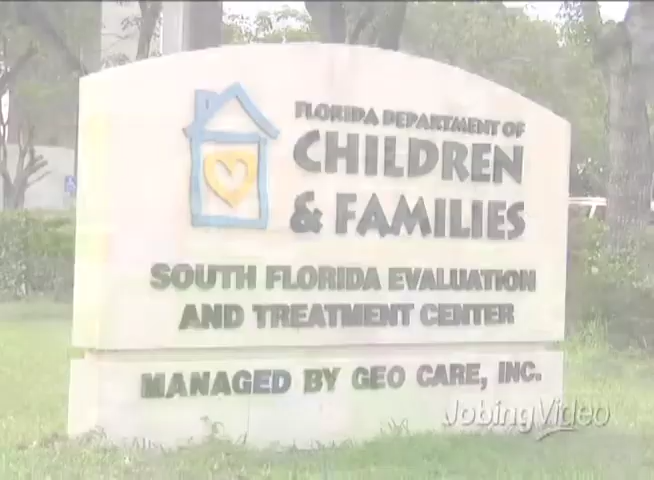 FLORIDA DEPARTMENT OF
CHILDREN
& FAMILIES
SOUTH FLORIDA EVALUATION
AND TREATMENT CENTER
MANAGED BY GEO CARE, INC.
JobingVideo